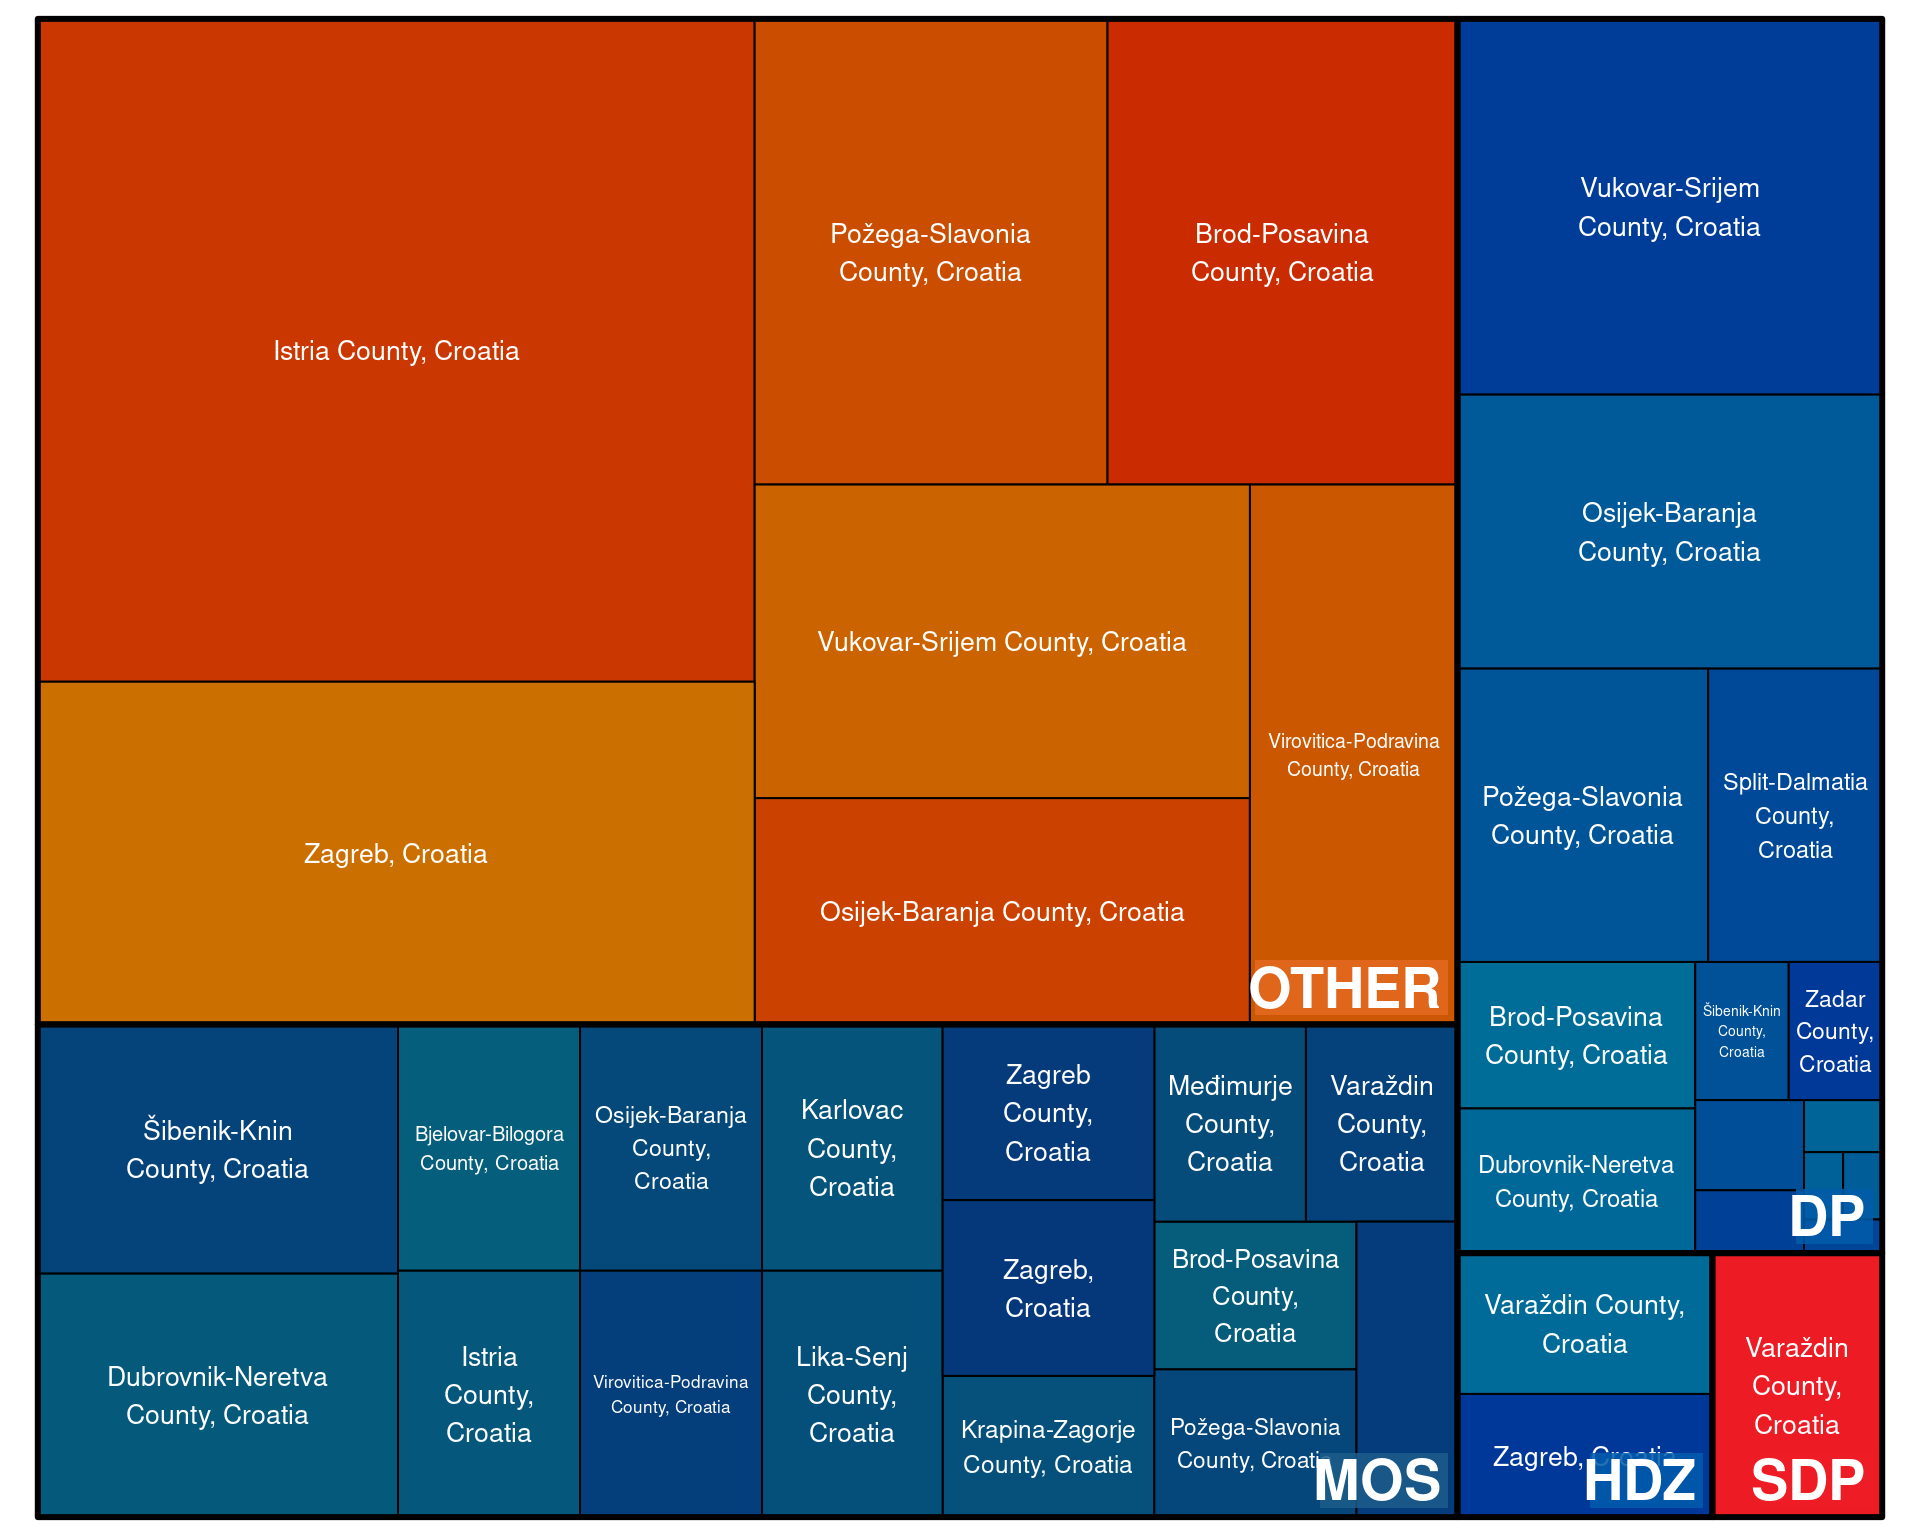 Istria County, Croatia
Požega-Slavonia
County, Croatia
Brod-Posavina
County, Croatia
Zagreb, Croatia
Vukovar-Srijem County, Croatia
Virovitica-Podravina
County, Croatia
Osijek-Baranja County, Croatia
OTHER
Šibenik-Knin
County, Croatia
Dubrovnik-Neretva
County, Croatia
Bjelovar-Bilogora
County, Croatia
Istria
County,
Croatia
Osijek-Baranja
County,
Croatia
Virovitica-Podravina
County, Croatia
Karlovac
County,
Croatia
Lika-Senj
County,
Croatia
Zagreb
County,
Croatia
Zagreb,
Croatia
Krapina-Zagorje
County, Croatia
Međimurje
County,
Croatia
Varaždin
County,
Croatia
Brod-Posavina
County,
Croatia
Požega-Slavonia
County, Croatia
MOS
Vukovar-Srijem
County, Croatia
Osijek-Baranja
County, Croatia
Požega-Slavonia
County, Croatia
Split-Dalmatia
County,
Croatia
Brod-Posavina
County, Croatia
Šibenik-Knin
County,
Croatia
Zadar
County,
Croatia
Dubrovnik-Neretva
County, Croatia
DP
Varaždin County,
Croatia
Zagreb, Croatia
HDZ
Varaždin
County,
Croatia
SDP